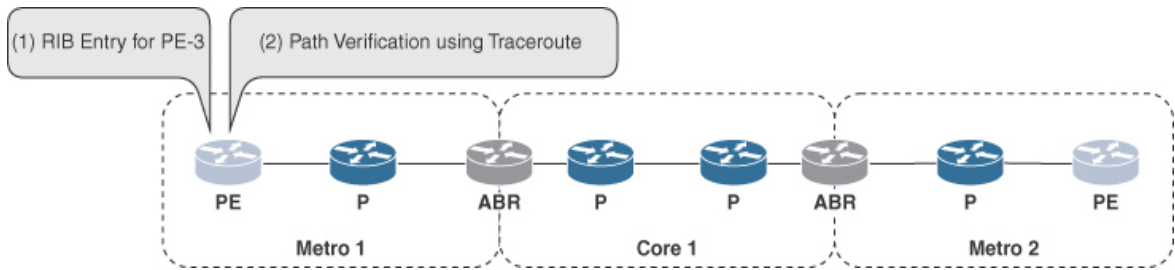 (1) RIB Entry for PE-3
(2) Path Verification using Traceroute
PE
P
ABR
P
P
ABR
P
PE
Metro 1
Core 1
Metro 2